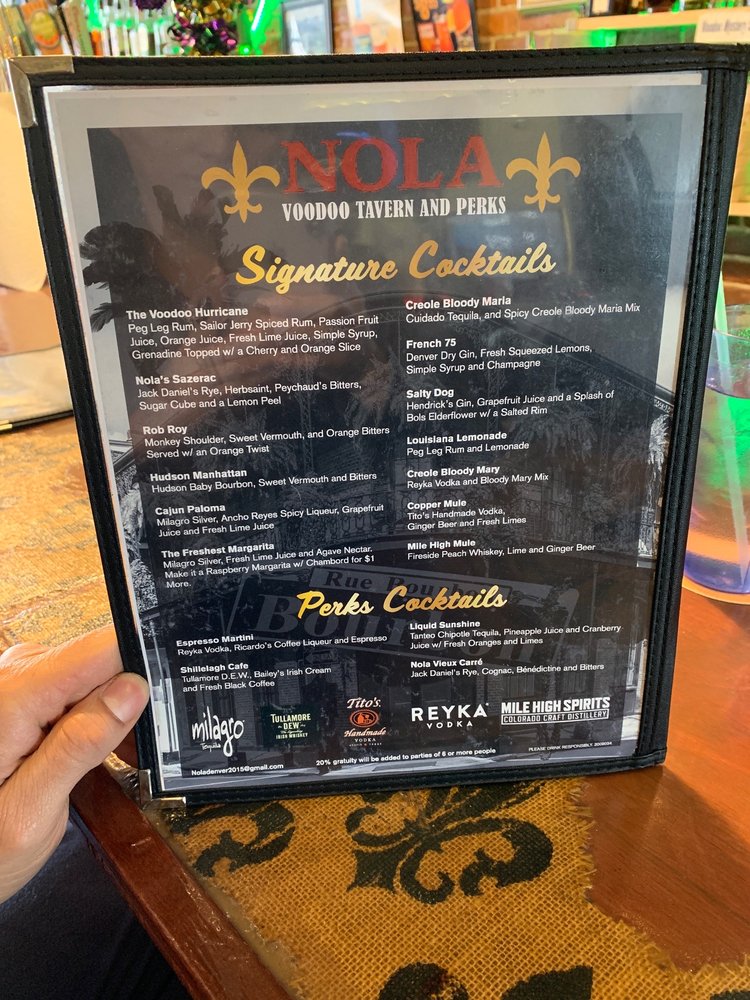 NOLA
VOODOO TAVERN AND PERKS
Signature Cocktails
The Voodoo Hurricane
Peg Leg Rum, Sailor Jerry Spiced Rum, Passion Fruit
Juice, Orange Juice, Fresh Lime Juice, Simple Syrup,
Grenadine Topped w/ a Cherry and Orange Slice
Nola's Sazerac
Jack Daniel's Rye, Herbsaint, Peychaud's Bitters,
Sugar Cube and a Lemon Peel
Rob Roy
Monkey Shoulder, Sweet Vermouth, and Orange Bitters
Served w/ an Orange Twist
Hudson Manhattan
Hudson Baby Bourbon, Sweet Vermouth and Bitters
Cajun Paloma
Milagro Silver, Ancho Reyes Spicy Liqueur, Grapefruit
Juice and Fresh Lime Juice
The Freshest Margarita
Milagro Silver, Fresh Lime Juice and Agave Nectar.
Make it a Raspberry Margarita w/ Chambord for $1
More.
Creole Bloody Maria
Cuidado Tequila, and Spicy Creole Bloody Maria Mix
French 75
Denver Dry Gin, Fresh Squeezed Lemons,
Simple Syrup and Champagne
Salty Dog
Hendrick's Gin, Grapefruit Juice and a Splash of
Bols Elderflower w/ a Salted Rim
Louisiana Lemonade
Peg Leg Rum and Lemonade
Creole Bloody Mary
Reyka Vodka and Bloody Mary Mix
Copper Mule
Tito's Handmade Vodka,
Ginger Beer and Fresh Limes
Mile High Mule
Fireside Peach Whiskey, Lime and Ginger Beer
Rue
Perks Cocktails
Espresso Martini
Reyka Vodka, Ricardo's Coffee Liqueur and Espresso
Shillelagh Cafe
Tullamore D.E.W., Bailey's Irish Cream
and Fresh Black Coffee
Liquid Sunshine
Tanteo Chipotle Tequila, Pineapple Juice and Cranberry
Juice w/ Fresh Oranges and Limes
Nola Vieux Carré
Jack Daniel's Rye, Cognac, Bénédictine and Bitters
milagro
Tequila
TULLAMORE
DEW
IRISH WHISKEY
Tito's
Handmade
VODKA
REYKA
VODKA
MILE HIGH SPIRITS
COLORADO CRAFT DISTILLERY
Noladenver2015@gmail.com
20% gratuity will be added to parties of 6 or more people
PLEASE DRINK RESPONSIBLY. 2009094